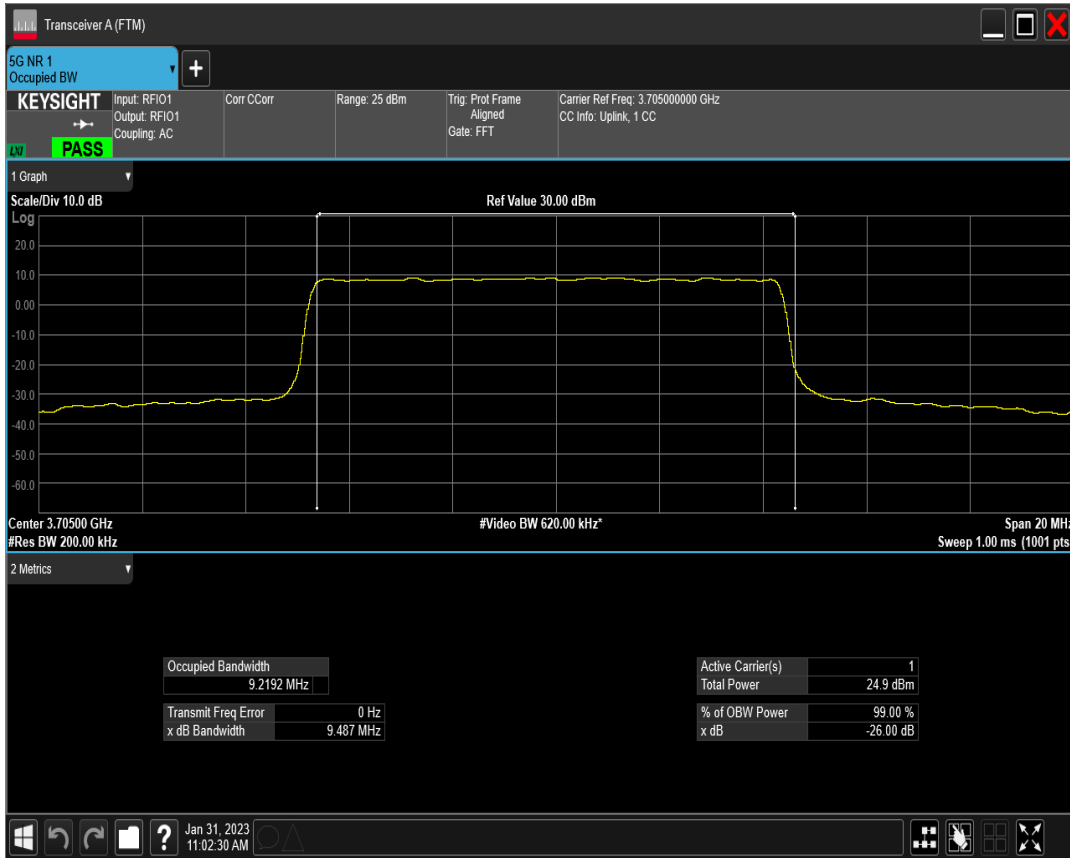 Transceiver A (FTM)
5G NR 1
Occupied BW
+
KEYSIGHT
LXI
PASS
Input: RFIO1
Output: RFIO1
Coupling: AC
Corr CCorr
Range: 25 dBm
Trig: Prot Frame
Aligned
Gate: FFT
Carrier Ref Freq: 3.705000000 GHz
CC Info: Uplink, 1 CC
1 Graph
Scale/Div 10.0 dB
Ref Value 30.00 dBm
Log
20.0
10.0
0.00
-10.0
-20.0
-30.0
-40.0
-50.0
-60.0
Center 3.70500 GHz
#Video BW 620.00 kHz*
Span 20 MHz
#Res BW 200.00 kHz
Sweep 1.00 ms (1001 pts
2 Metrics
Occupied Bandwidth
9.2192 MHz
Transmit Freq Error 0 Hz
x dB Bandwidth 9.487 MHz
Active Carrier(s) 1
Total Power 24.9 dBm
% of OBW Power 99.00 %
x dB -26.00 dB
?
Jan 31, 2023
11:02:30 AM